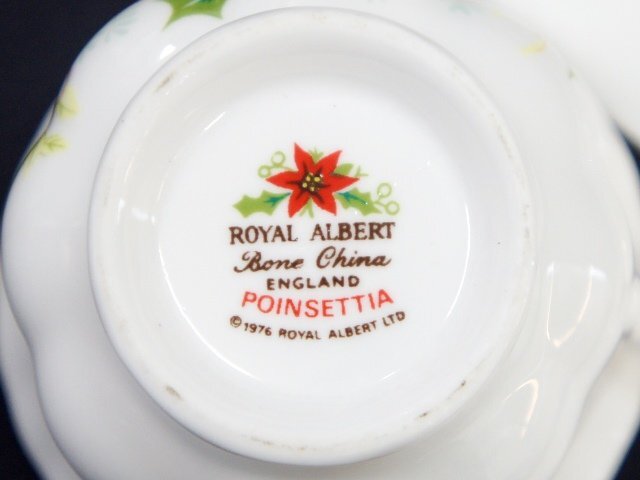 ROYAL ALBERT
Bone China
ENGLAND
POINSETTIA
©1976 ROYAL ALBERT LTD